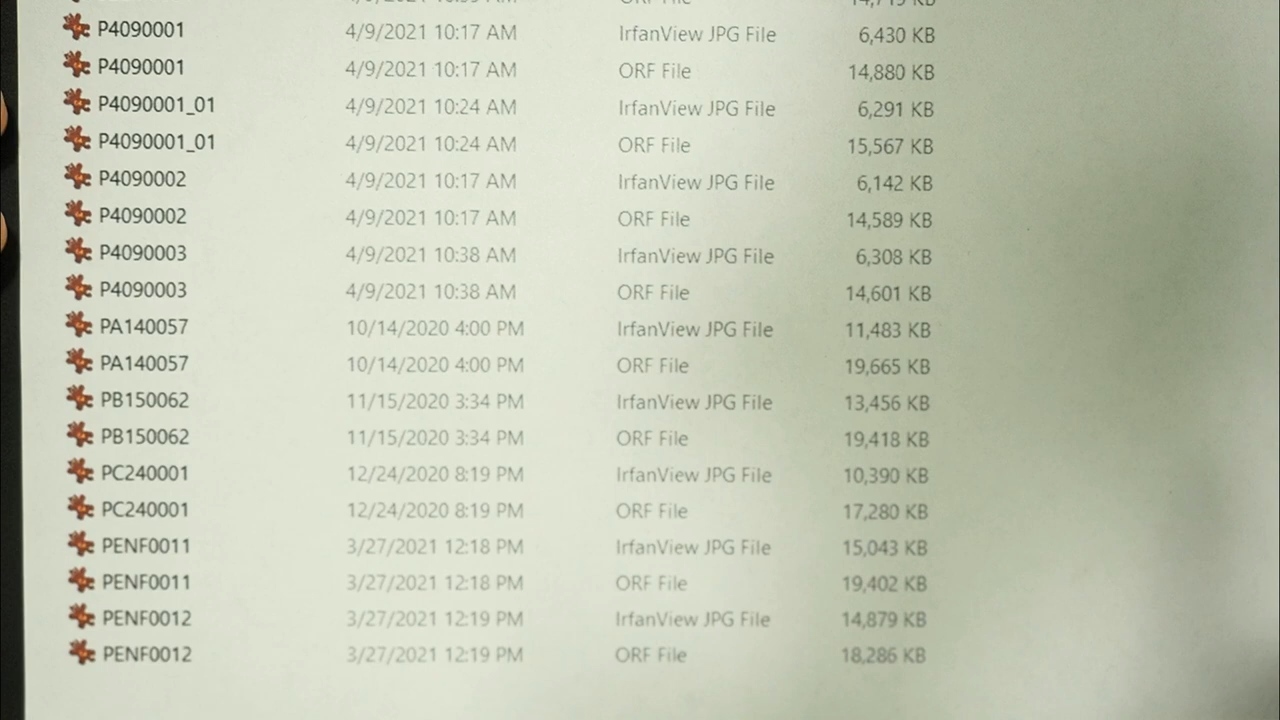 ORF File 14,719 KB
P4090001 4/9/2021 10:17 AM IrfanView JPG File 6,430 KB
P4090001 4/9/2021 10:17 AM ORF File 14,880 KB
P4090001_01 4/9/2021 10:24 AM IrfanView JPG File 6,291 KB
P4090001_01 4/9/2021 10:24 AM ORF File 15,567 KB
P4090002 4/9/2021 10:17 AM IrfanView JPG File 6,142 KB
P4090002 4/9/2021 10:17 AM ORF File 14,589 KB
P4090003 4/9/2021 10:38 AM IrfanView JPG File 6,308 KB
P4090003 4/9/2021 10:38 AM ORF File 14,601 KB
PA140057 10/14/2020 4:00 PM IrfanView JPG File 11,483 KB
PA140057 10/14/2020 4:00 PM ORF File 19,665 KB
PB150062 11/15/2020 3:34 PM IrfanView JPG File 13,456 KB
PB150062 11/15/2020 3:34 PM ORF File 19,418 KB
PC240001 12/24/2020 8:19 PM IrfanView JPG File 10,390 KB
PC240001 12/24/2020 8:19 PM ORF File 17,280 KB
PENF0011 3/27/2021 12:18 PM IrfanView JPG File 15,043 KB
PENF0011 3/27/2021 12:18 PM ORF File 19,402 KB
PENF0012 3/27/2021 12:19 PM IrfanView JPG File 14,879 KB
PENF0012 3/27/2021 12:19 PM ORF File 18,286 KB